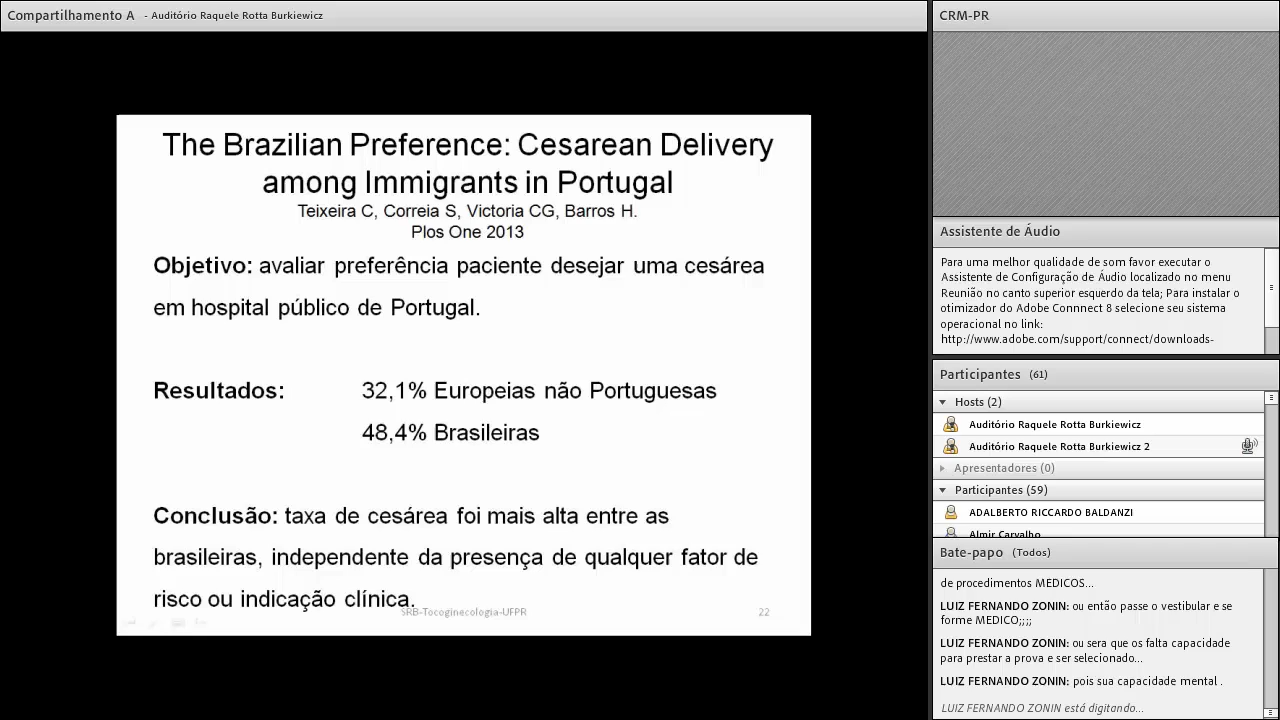 Compartilhamento A - Auditório Raquele Rotta Burkiewicz
The Brazilian Preference: Cesarean Delivery
among Immigrants in Portugal
Teixeira C, Correia S, Victoria CG, Barros H.
Plos One 2013
Objetivo: avaliar preferência paciente desejar uma cesárea
em hospital público de Portugal.
Resultados: 32,1% Europeias não Portuguesas
48,4% Brasileiras
Conclusão: taxa de cesárea foi mais alta entre as
brasileiras, independente da presença de qualquer fator de
risco ou indicação clínica.
SRB-Tocoginecologia-UFPR 22
CRM-PR
Assistente de Áudio
Para uma melhor qualidade de som favor executar o
Assistente de Configuração de Áudio localizado no menu
Reunião no canto superior esquerdo da tela; Para instalar o
otimizador do Adobe Connnect 8 selecione seu sistema
operacional no link:
http://www.adobe.com/support/connect/downloads-
Participantes (61)
Hosts (2)
Auditório Raquele Rotta Burkiewicz
Auditório Raquele Rotta Burkiewicz 2
Apresentadores (0)
Participantes (59)
ADALBERTO RICCARDO BALDANZI
Almir Carvalho
Bate-papo (Todos)
de procedimentos MEDICOS...
LUIZ FERNANDO ZONIN: ou então passe o vestibular e se
forme MEDICO;;;;
LUIZ FERNANDO ZONIN: ou sera que os falta capacidade
para prestar a prova e ser selecionado...
LUIZ FERNANDO ZONIN: pois sua capacidade mental .
LUIZ FERNANDO ZONIN está digitando...